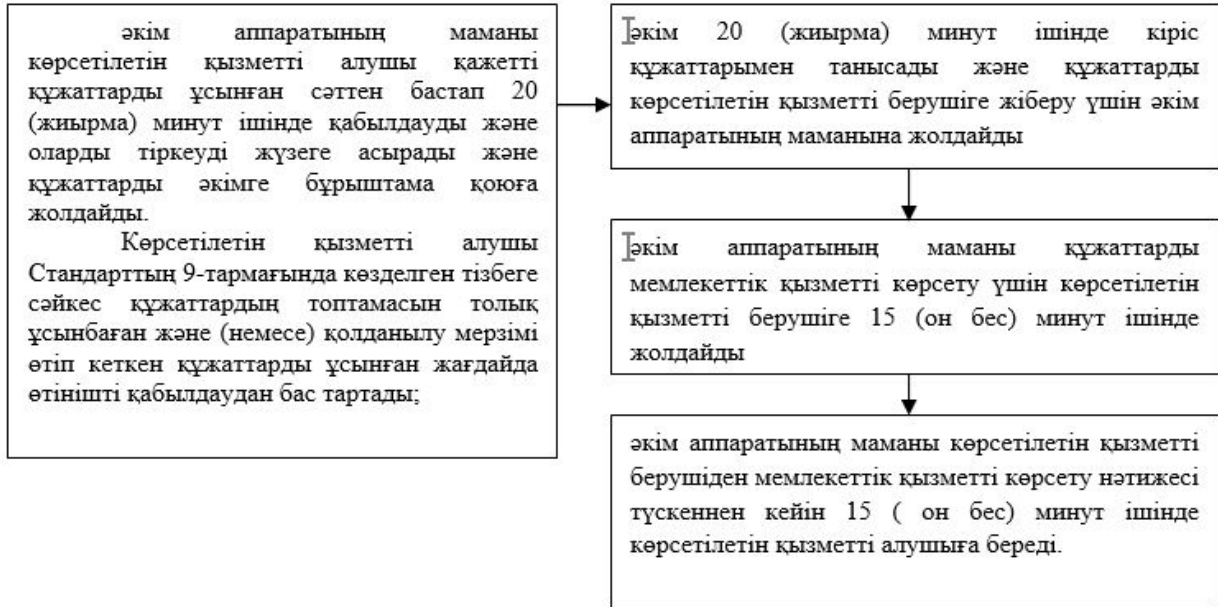 әкім аппаратының маманы
көрсетілетін қызметті алушы қажетті
құжаттарды ұсынған сәттен бастап 20
(жиырма) минут ішінде қабылдауды және
оларды тіркеуді жүзеге асырады және
құжаттарды әкімге бұрыштама қоюға
жолдайды.
Көрсетілетін қызметті алушы
Стандарттың 9-тармағында көзделген тізбеге
сәйкес құжаттардың топтамасын толық
ұсынбаған және (немесе) қолданылу мерзімі
өтіп кеткен құжаттарды ұсынған жағдайда
өтінішті қабылдаудан бас тартады;
әкім 20 (жиырма) минут ішінде кіріс
құжаттарымен танысады және құжаттарды
көрсетілетін қызметті берушіге жіберу үшін әкім
аппаратының маманына жолдайды
әкім аппаратының маманы құжаттарды
мемлекеттік қызметті көрсету үшін көрсетілетін
қызметті берушіге 15 (он бес) минут ішінде
жолдайды
әкім аппаратының маманы көрсетілетін қызметті
берушіден мемлекеттік қызметті көрсету нәтижесі
түскеннен кейін 15 ( он бес) минут ішінде
көрсетілетін қызметті алушыға береді.